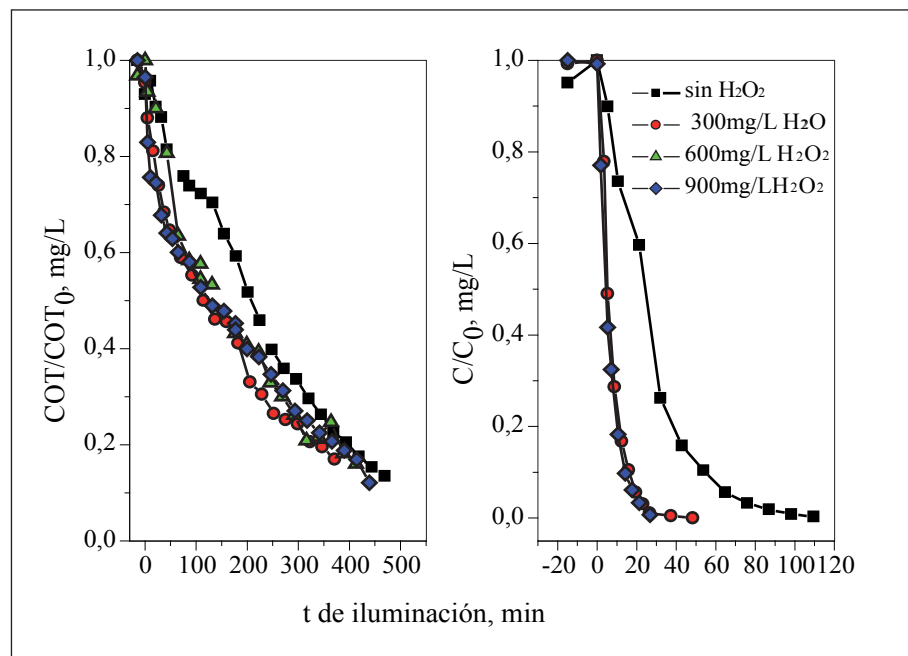 COT/COT₀, mg/L
1,0
0,8
0,6
0,4
0,2
0,0
0 100 200 300 400 500
C/C₀, mg/L
1,0
0,8
0,6
0,4
0,2
0,0
-20 0 20 40 60 80 100 120
sin H₂O₂
300mg/L H₂O
600mg/L H₂O₂
900mg/LH₂O₂
t de iluminación, min